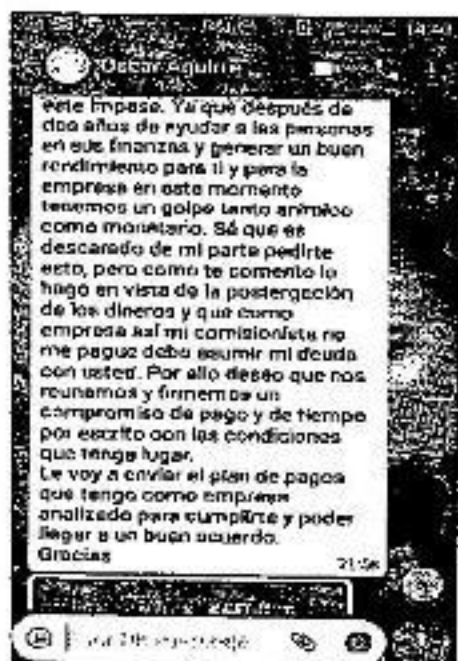 Oscar Aguirre
este impase. Ya que después de
dos años de ayudar a las personas
en sus finanzas y generar un buen
rendimiento para ti y para la
empresa en este momento
tenemos un golpe tanto anímico
como monetario. Sé que es
descarado de mi parte pedirte
esto, pero como te comento lo
hago en vista de la postergación
de los dineros y que como
empresa así mi comisionista no
me pague debo asumir mi deuda
con usted. Por ello deseo que nos
reunamos y firmemos un
compromiso de pago y de tiempo
por escrito con las condiciones
que tenga lugar.
Le voy a enviar el plan de pagos
que tengo como empresa
analizado para cumplirte y poder
llegar a un buen acuerdo.
Gracias